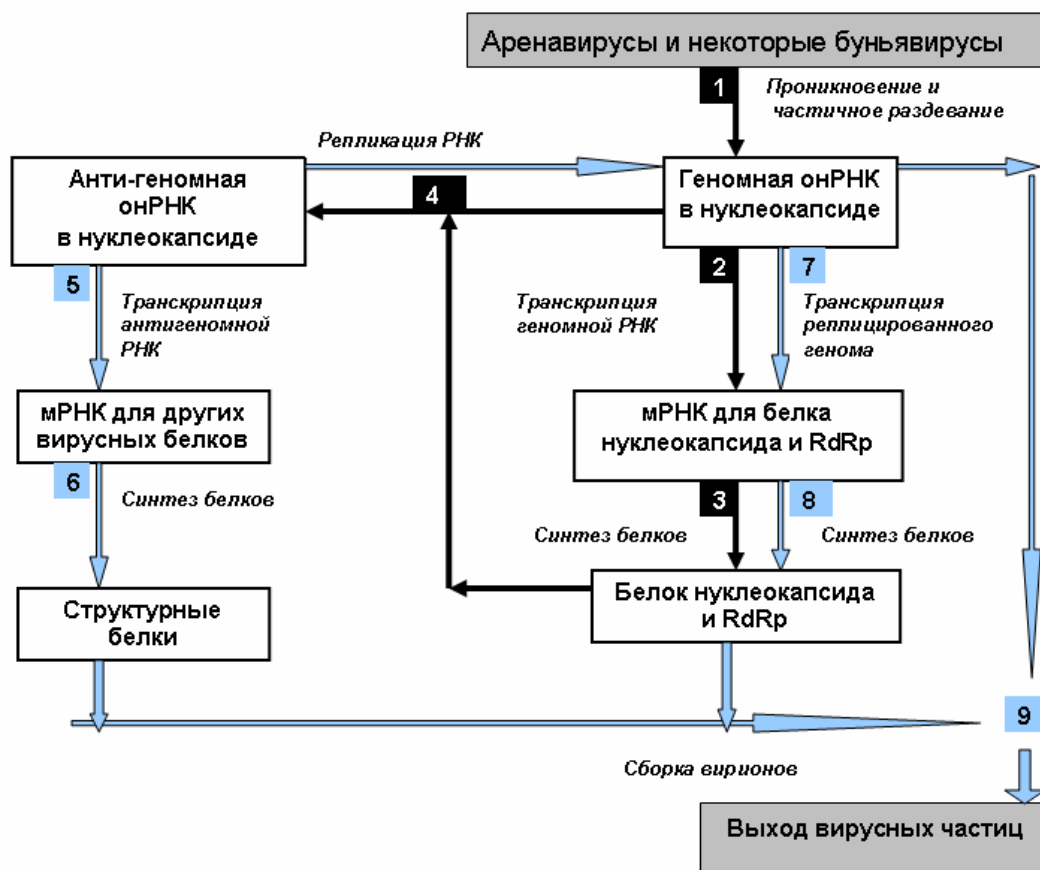 Аренавирусы и некоторые буньявирусы
1
Проникновение и
частичное раздевание
Репликация РНК
Анти-геномная
онРНК
в нуклеокапсиде
4
Геномная онРНК
в нуклеокапсиде
5
2
7
Транскрипция
антигеномной
РНК
Транскрипция
геномной РНК
Транскрипция
реплицированного
генома
мРНК для других
вирусных белков
мРНК для белка
нуклеокапсида и RdRp
6
3
8
Синтез белков
Синтез белков
Синтез белков
Структурные
белки
Белок нуклеокапсида
и RdRp
9
Сборка вирионов
Выход вирусных частиц